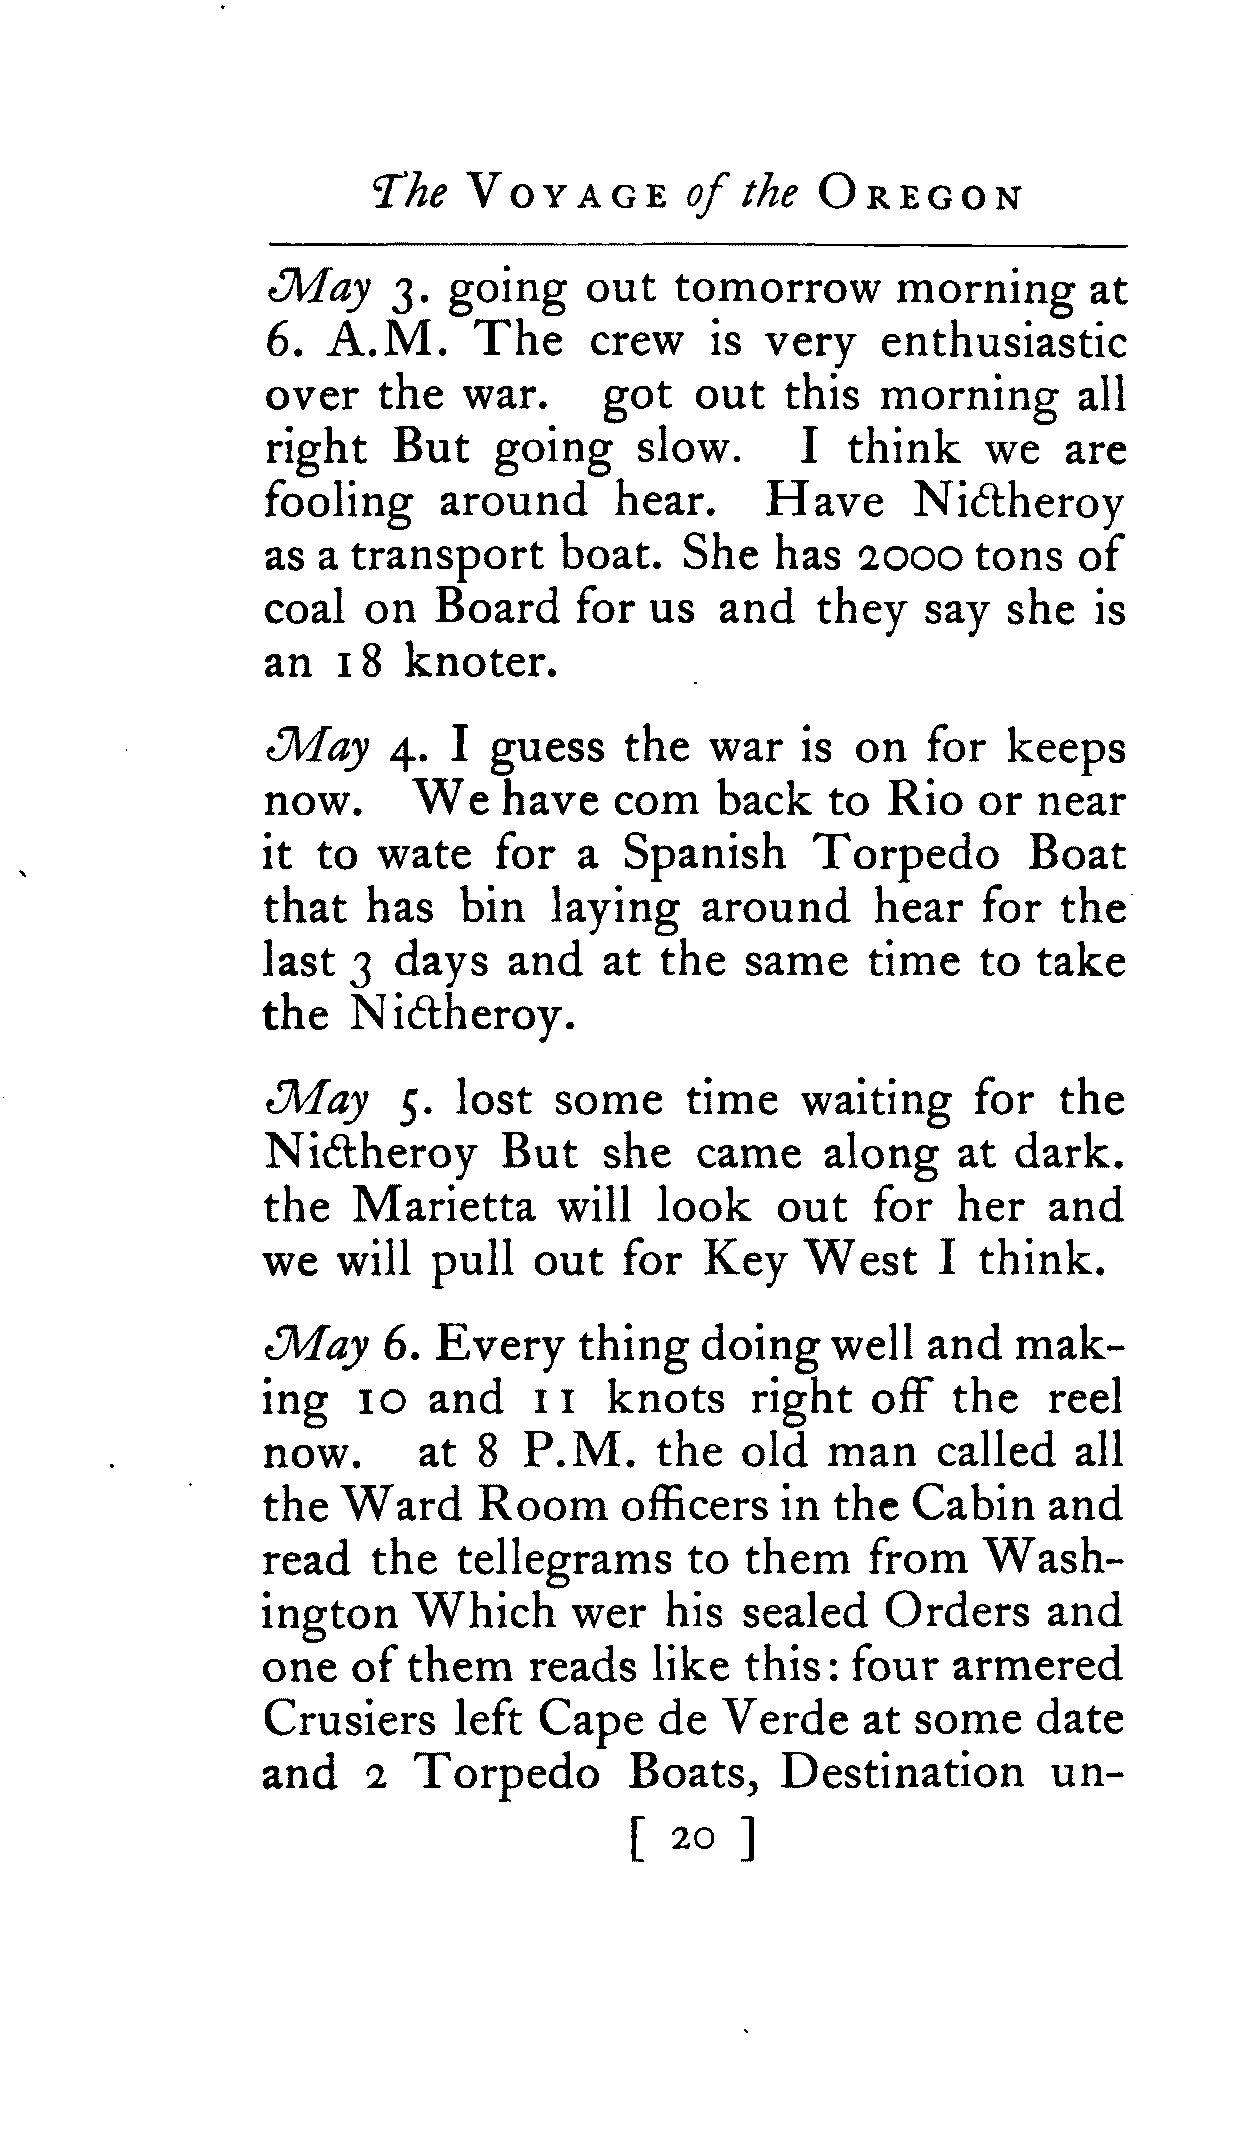 The VOYAGE of the OREGON
May 3. going out tomorrow morning at
6. A.M. The crew is very enthusiastic
over the war. got out this morning all
right But going slow. I think we are
fooling around hear. Have Nictheroy
as a transport boat. She has 2000 tons of
coal on Board for us and they say she is
an 18 knoter.
May 4. I guess the war is on for keeps
now. We have com back to Rio or near
it to wate for a Spanish Torpedo Boat
that has bin laying around hear for the
last 3 days and at the same time to take
the Nictheroy.
May 5. lost some time waiting for the
Nictheroy But she came along at dark.
the Marietta will look out for her and
we will pull out for Key West I think.
May 6. Every thing doing well and mak-
ing 10 and 11 knots right off the reel
now. at 8 P.M. the old man called all
the Ward Room officers in the Cabin and
read the tellegrams to them from Wash-
ington Which wer his sealed Orders and
one of them reads like this: four armered
Crusiers left Cape de Verde at some date
and 2 Torpedo Boats, Destination un-
[ 20 ]